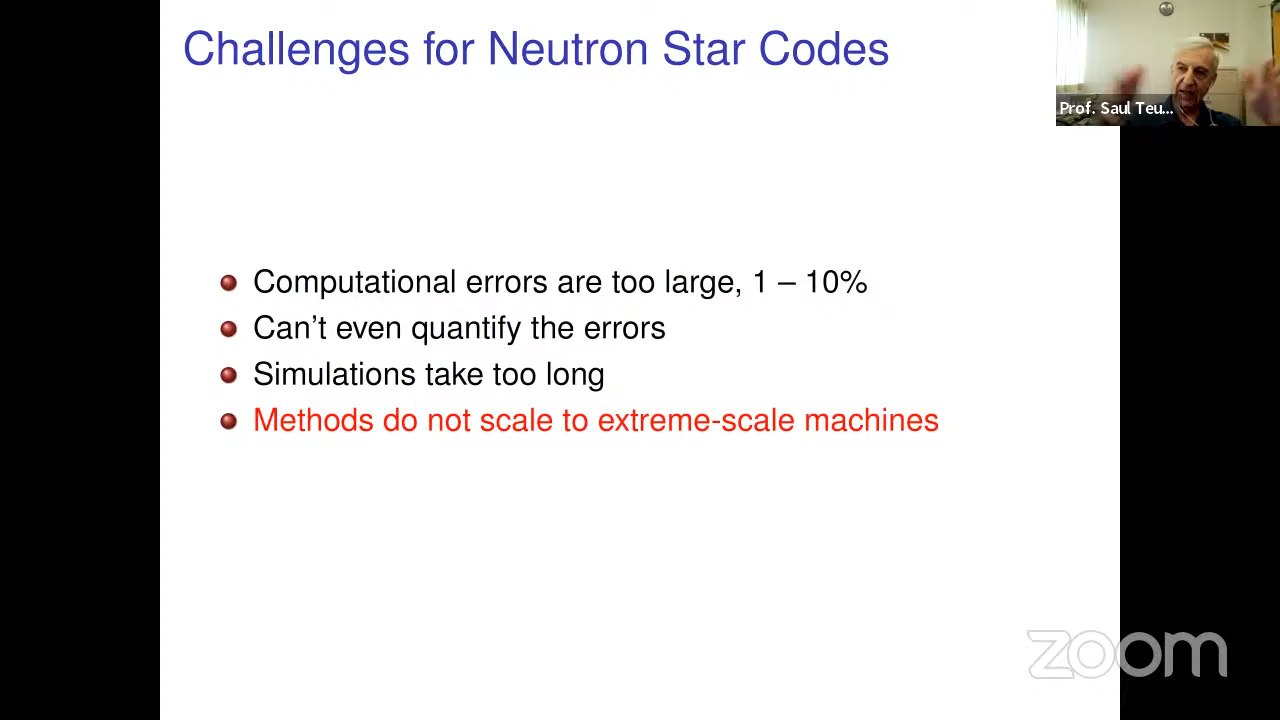 Challenges for Neutron Star Codes
Prof. Saul Teu...
Computational errors are too large, 1 – 10%
Can't even quantify the errors
Simulations take too long
Methods do not scale to extreme-scale machines
zoom